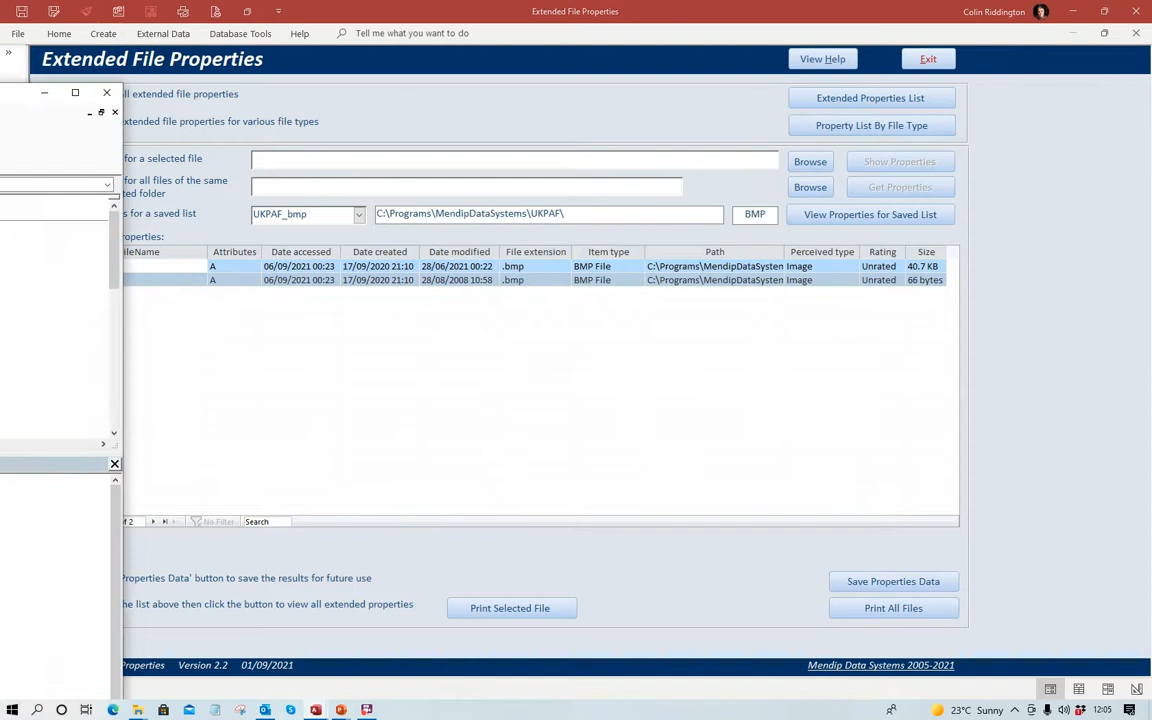 Extended File Properties
Colin Riddington
File Home Create External Data Database Tools Help Tell me what you want to do
»
Extended File Properties
View Help
Exit
ll extended file properties
Extended Properties List
xtended file properties for various file types
Property List By File Type
for a selected file
Browse
Show Properties
for all files of the same
ted folder
Browse
Get Properties
s for a saved list
UKPAF_bmp
C:\Programs\MendipDataSystems\UKPAF\
BMP
View Properties for Saved List
roperties:
ileName Attributes Date accessed Date created Date modified File extension Item type Path Perceived type Rating Size
A 06/09/2021 00:23 17/09/2020 21:10 28/06/2021 00:22 .bmp BMP File C:\Programs\MendipDataSystem Image Unrated 40.7 KB
A 06/09/2021 00:23 17/09/2020 21:10 28/08/2008 10:58 .bmp BMP File C:\Programs\MendipDataSystem Image Unrated 66 bytes
of 2 No Filter Search
Properties Data' button to save the results for future use
Save Properties Data
he list above then click the button to view all extended properties
Print Selected File
Print All Files
Properties Version 2.2 01/09/2021
Mendip Data Systems 2005-2021
23°C Sunny
12:05